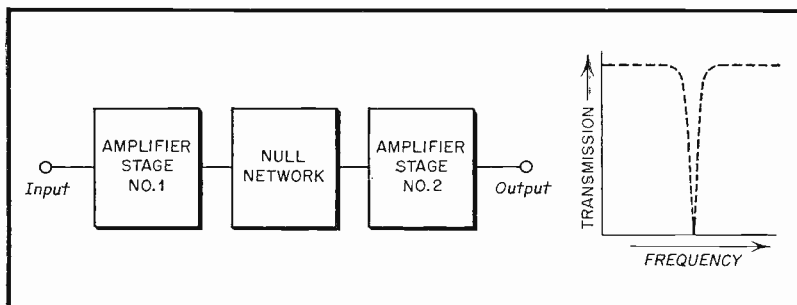 Input
AMPLIFIER
STAGE
NO.1
NULL
NETWORK
AMPLIFIER
STAGE
NO.2
Output
TRANSMISSION
FREQUENCY